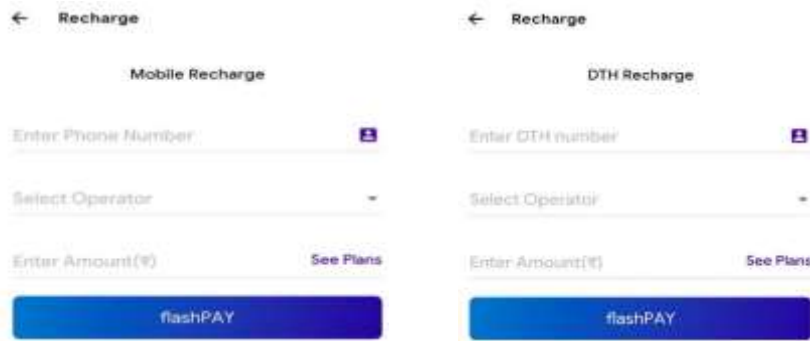 Recharge
Mobile Recharge
Enter Phone Number
Select Operator
Enter Amount(₹)
See Plans
flashPAY
Recharge
DTH Recharge
Enter DTH number
Select Operator
Enter Amount(₹)
See Plans
flashPAY